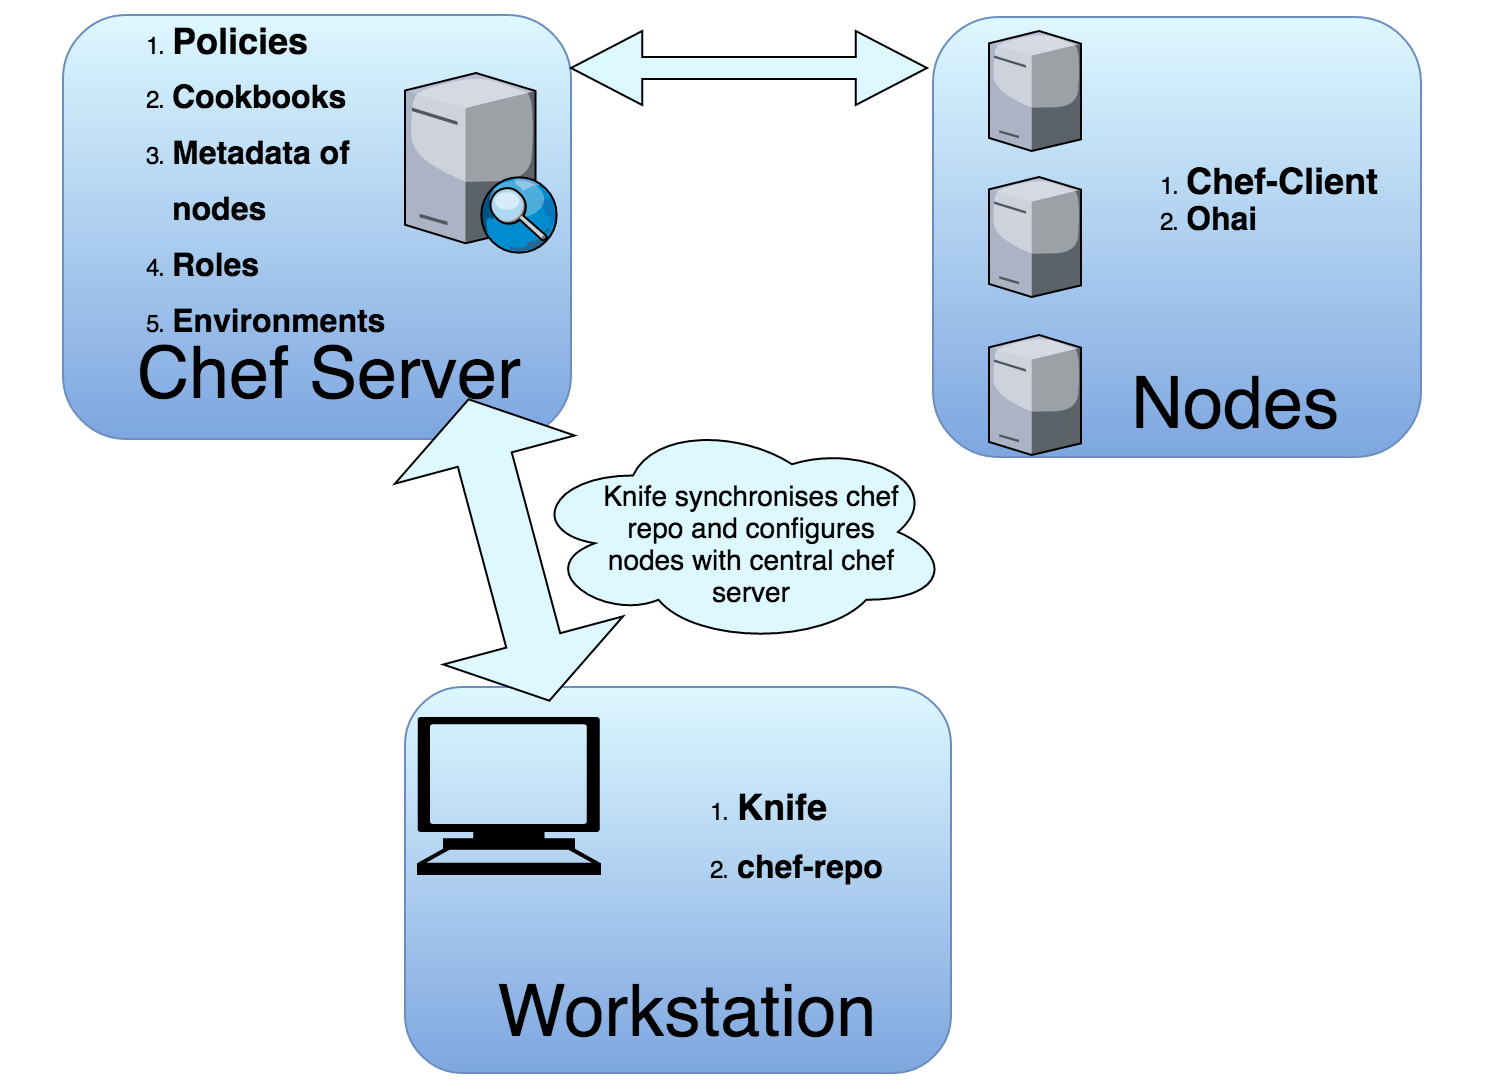 1. Policies
2. Cookbooks
3. Metadata of
nodes
4. Roles
5. Environments
Chef Server
1. Chef-Client
2. Ohai
Nodes
Knife synchronises chef
repo and configures
nodes with central chef
server
1. Knife
2. chef-repo
Workstation